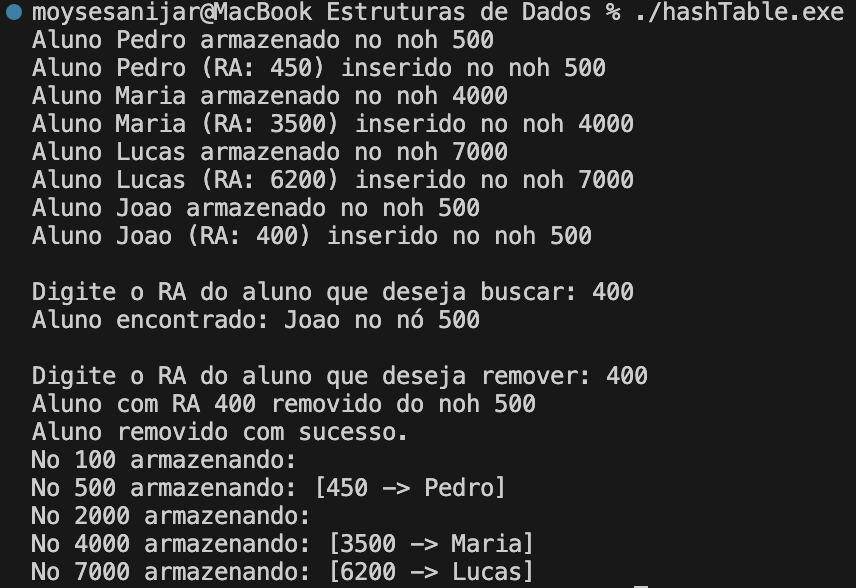 moysesanijar@MacBook Estruturas de Dados % ./hashTable.exe
Aluno Pedro armazenado no noh 500
Aluno Pedro (RA: 450) inserido no noh 500
Aluno Maria armazenado no noh 4000
Aluno Maria (RA: 3500) inserido no noh 4000
Aluno Lucas armazenado no noh 7000
Aluno Lucas (RA: 6200) inserido no noh 7000
Aluno Joao armazenado no noh 500
Aluno Joao (RA: 400) inserido no noh 500

Digite o RA do aluno que deseja buscar: 400
Aluno encontrado: Joao no nó 500

Digite o RA do aluno que deseja remover: 400
Aluno com RA 400 removido do noh 500
Aluno removido com sucesso.
No 100 armazenando:
No 500 armazenando: [450 -> Pedro]
No 2000 armazenando:
No 4000 armazenando: [3500 -> Maria]
No 7000 armazenando: [6200 -> Lucas]